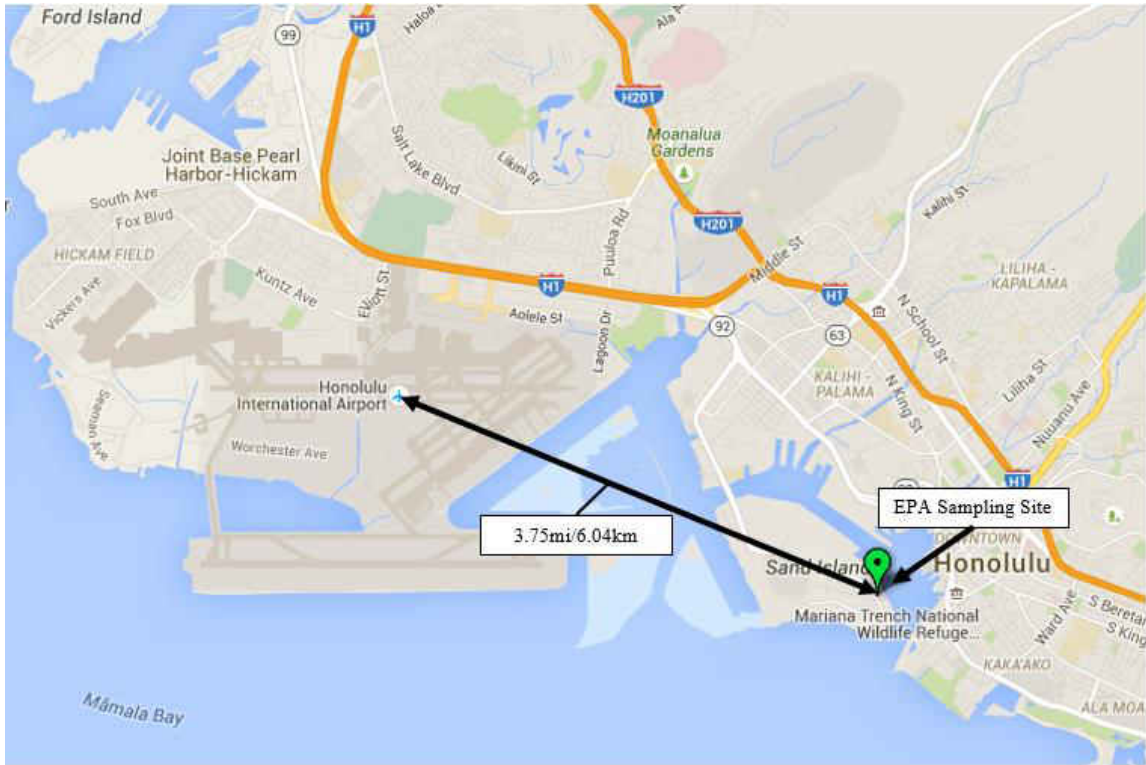 Ford Island
99
H1
Haloa
Ala
H201
Moanalua
Gardens
Salt Lake Blvd
Likini St
Joint Base Pearl
Harbor-Hickam
South Ave
Fox Blvd
HICKAM FIELD
Vickers Ave
Kuntz Ave
Elliott St
Puuloa Rd
H201
Middle St
Kalihi St
H1
Aolele St
Lagoon Dr
92
63
H1
LILIHA -
KAPALAMA
N School St
KALIHI -
PALAMA
N King St
Liliha St
Nuuanu Ave
Honolulu
International Airport
Seaman Ave
Worchester Ave
H1
3.75mi/6.04km
EPA Sampling Site
DOWNTOWN
Honolulu
Sand Island
Mariana Trench National
Wildlife Refuge...
Ward Ave
S Beretan
S King
KAKA'AKO
ALA MOA
Māmala Bay